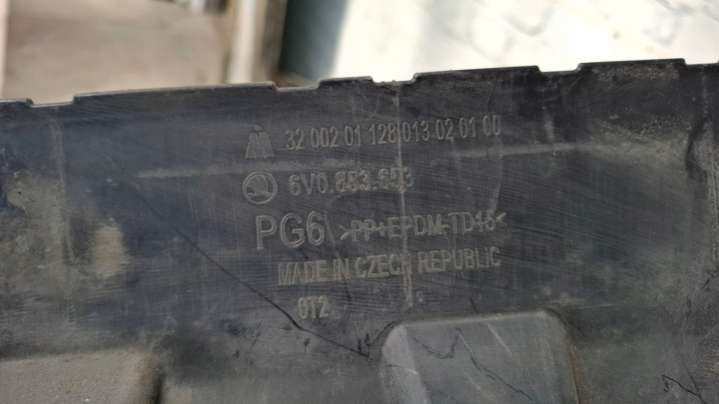 32 002 01 128 013 02 01 00
6V0.853.653
PG6 >PP+EPDM-TD15<
MADE IN CZECH REPUBLIC